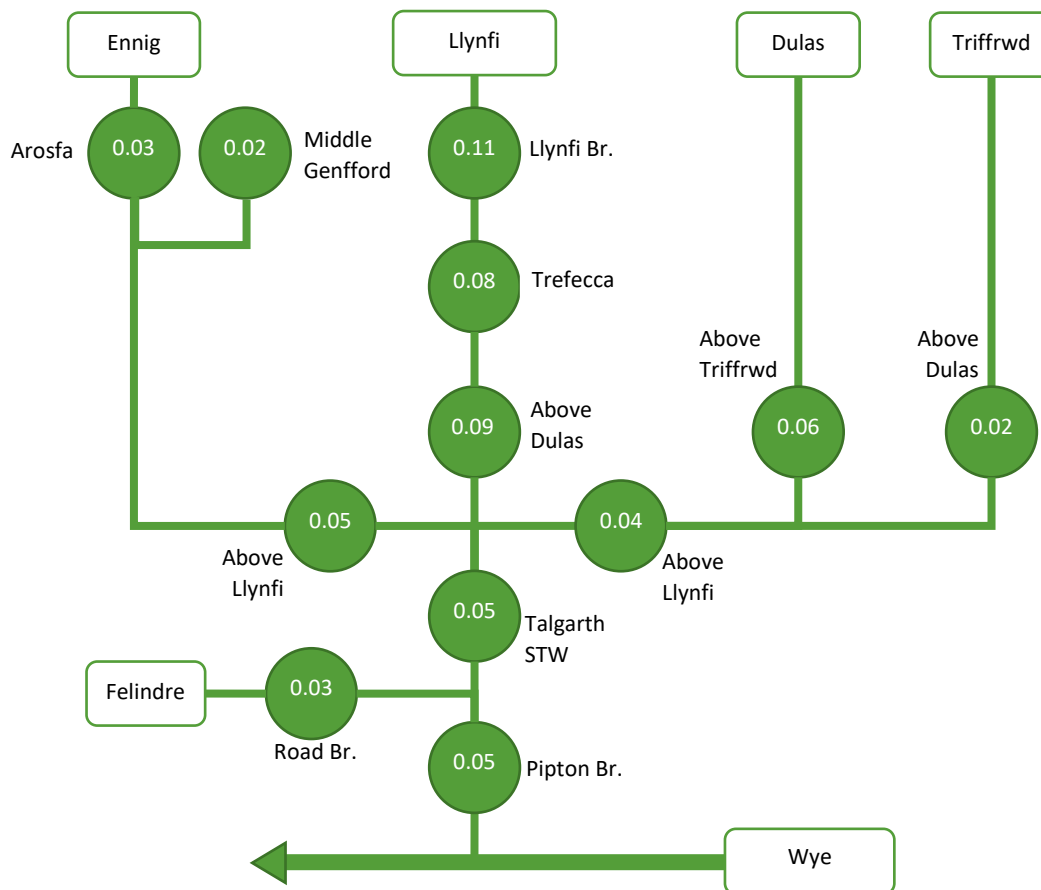 Ennig
Llynfi
Dulas
Triffrwd
Arosfa
0.03
0.02
Middle
Genfford
0.11
Llynfi Br.
0.08
Trefecca
Above
Triffrwd
Above
Dulas
0.09
Above
Dulas
0.06
0.02
0.05
Above
Llynfi
0.04
Above
Llynfi
0.05
Talgarth
STW
Felindre
0.03
Road Br.
0.05
Pipton Br.
Wye